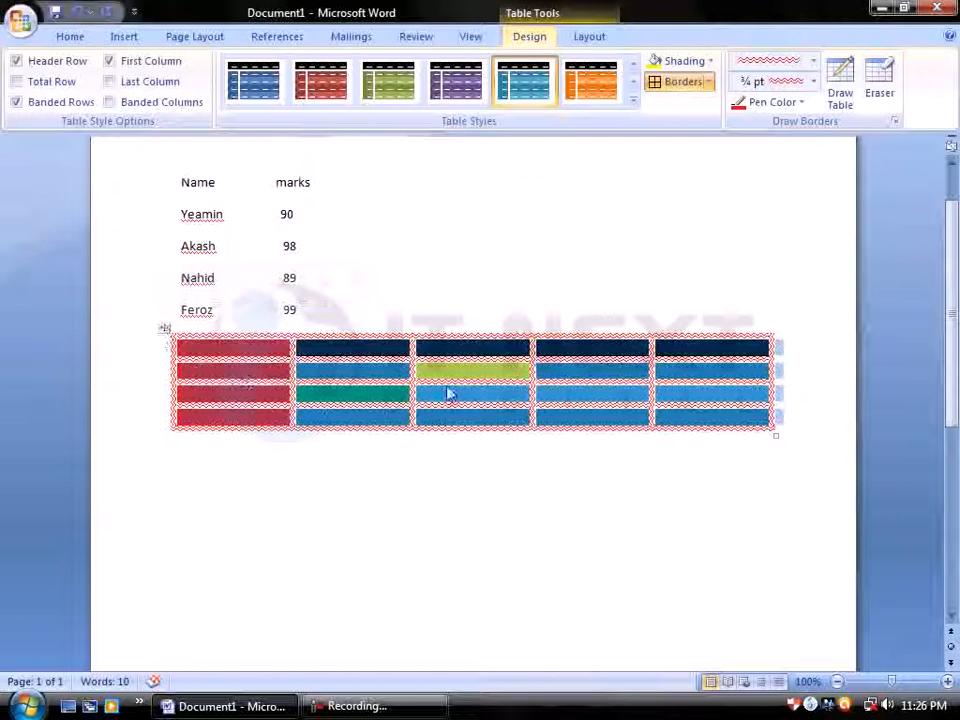 Document1 - Microsoft Word
Table Tools
Home Insert Page Layout References Mailings Review View Design Layout
Header Row First Column
Total Row Last Column
Banded Rows Banded Columns
Table Style Options
Table Styles
Shading
Borders
¼ pt
Pen Color
Draw Table
Eraser
Draw Borders
Name marks
Yeamin 90
Akash 98
Nahid 89
Feroz 99
IT NEXT
Page: 1 of 1 Words: 10 100%
Document1 - Micro... Recording... 11:26 PM